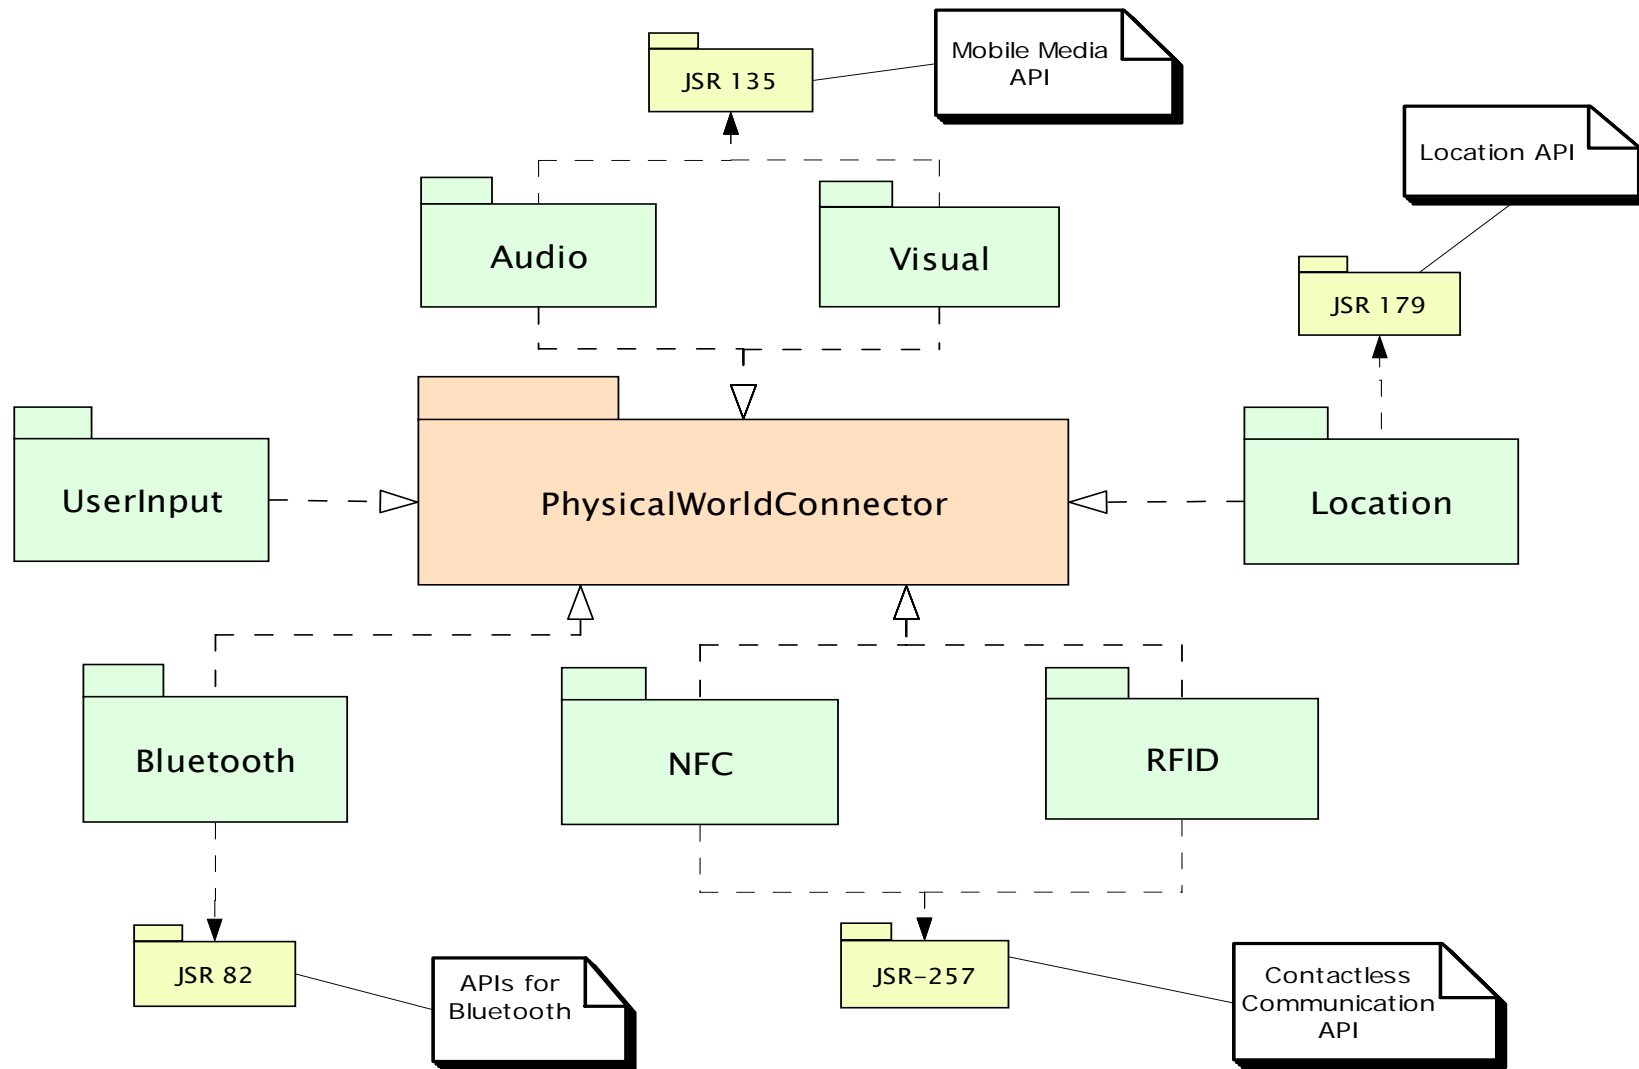 Mobile Media
API
JSR 135
Location API
Audio
Visual
JSR 179
UserInput
PhysicalWorldConnector
Location
Bluetooth
NFC
RFID
JSR 82
APIs for
Bluetooth
JSR-257
Contactless
Communication
API